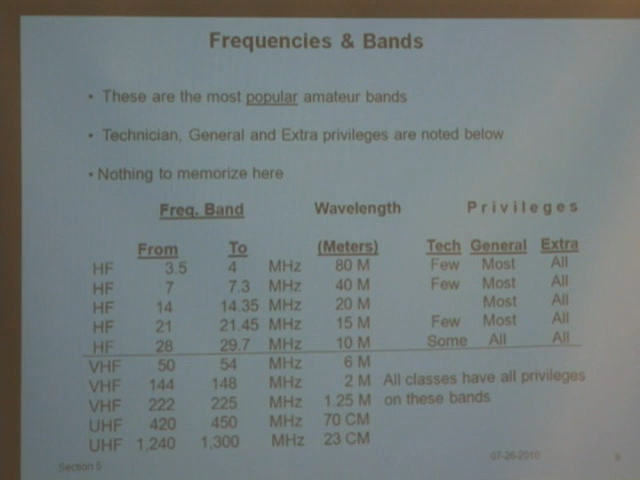 Frequencies & Bands
• These are the most popular amateur bands
• Technician, General and Extra privileges are noted below
• Nothing to memorize here
Freq. Band Wavelength Privileges
From To (Meters) Tech General Extra
HF 3.5 4 MHz 80 M Few Most All
HF 7 7.3 MHz 40 M Few Most All
HF 14 14.35 MHz 20 M Most All
HF 21 21.45 MHz 15 M Few Most All
HF 28 29.7 MHz 10 M Some All All
VHF 50 54 MHz 6 M
VHF 144 148 MHz 2 M All classes have all privileges
VHF 222 225 MHz 1.25 M on these bands
UHF 420 450 MHz 70 CM
UHF 1,240 1,300 MHz 23 CM
Section 5 07-26-2010